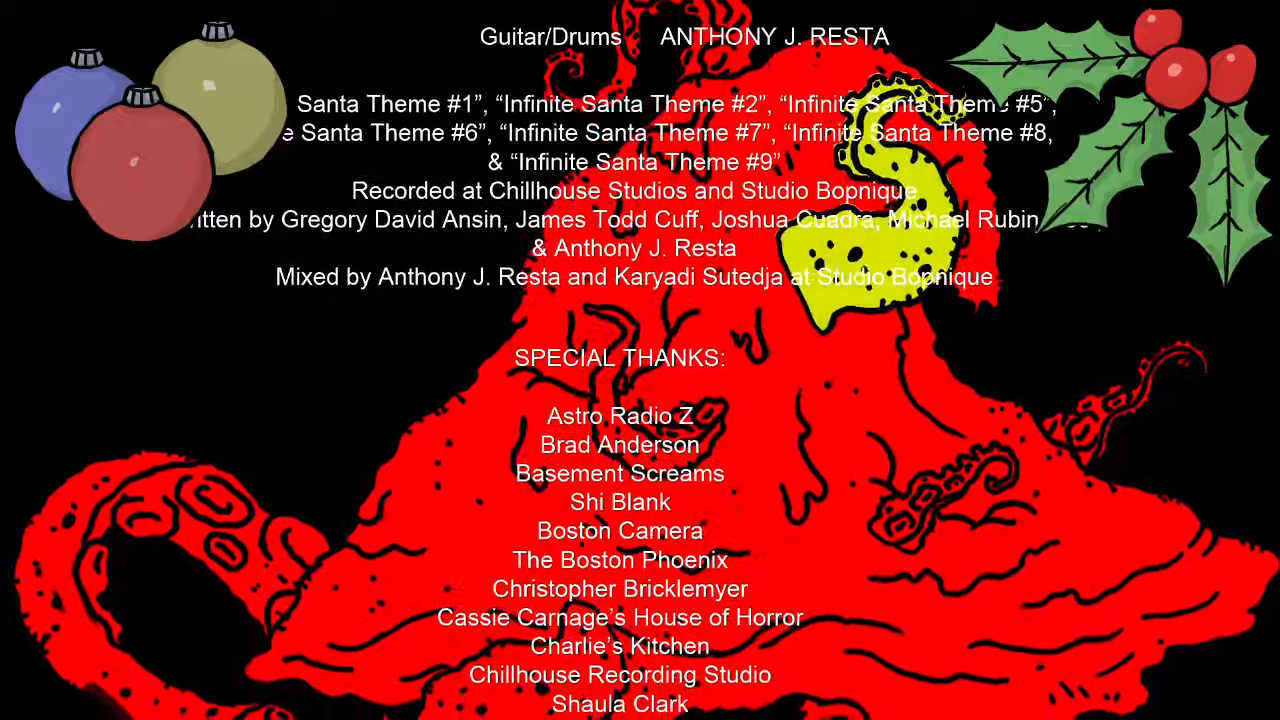 Guitar/Drums ANTHONY J. RESTA
Santa Theme #1”, “Infinite Santa Theme #2”, “Infinite Santa Theme #5”,
e Santa Theme #6”, “Infinite Santa Theme #7”, “Infinite Santa Theme #8,
& “Infinite Santa Theme #9”
Recorded at Chillhouse Studios and Studio Bopnique
itten by Gregory David Ansin, James Todd Cuff, Joshua Cuadra, Michael Rubin
& Anthony J. Resta
Mixed by Anthony J. Resta and Karyadi Sutedja at Studio Bopnique
SPECIAL THANKS:
Astro Radio Z
Brad Anderson
Basement Screams
Shi Blank
Boston Camera
The Boston Phoenix
Christopher Bricklemyer
Cassie Carnage’s House of Horror
Charlie’s Kitchen
Chillhouse Recording Studio
Shaula Clark